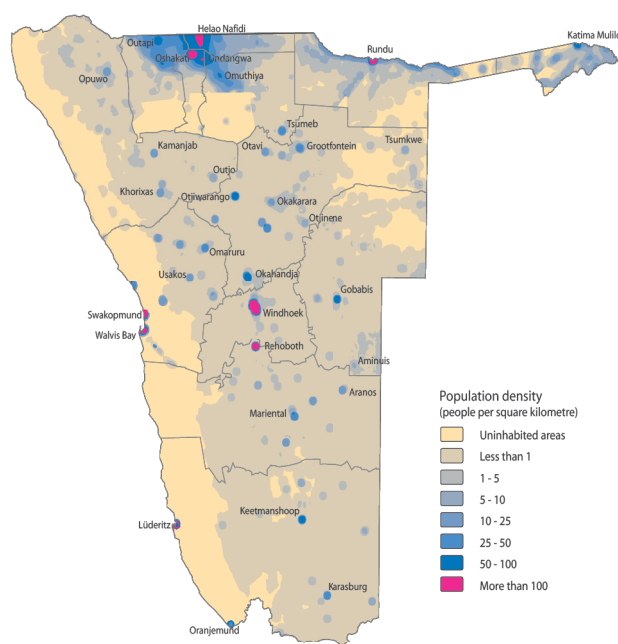 Helao Nafidi
Outapi
Oshakati
Ondangwa
Omuthiya
Opuwo
Rundu
Katima Mulilo
Tsumeb
Grootfontein
Otavi
Tsumkwe
Kamanjab
Outjo
Khorixas
Otjiwarango
Okakarara
Otjinene
Omaruru
Usakos
Okahandja
Gobabis
Swakopmund
Walvis Bay
Windhoek
Rehoboth
Aminuis
Aranos
Mariental
Lüderitz
Keetmanshoop
Karasburg
Oranjemund
Population density
(people per square kilometre)
Uninhabited areas
Less than 1
1 - 5
5 - 10
10 - 25
25 - 50
50 - 100
More than 100